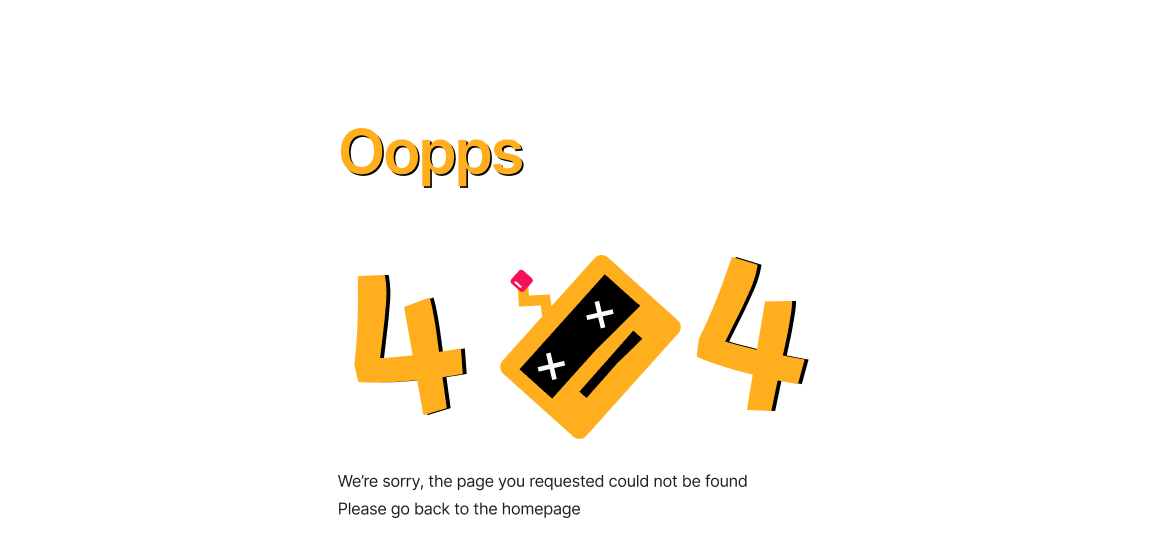 Oopps
4 4
We’re sorry, the page you requested could not be found
Please go back to the homepage